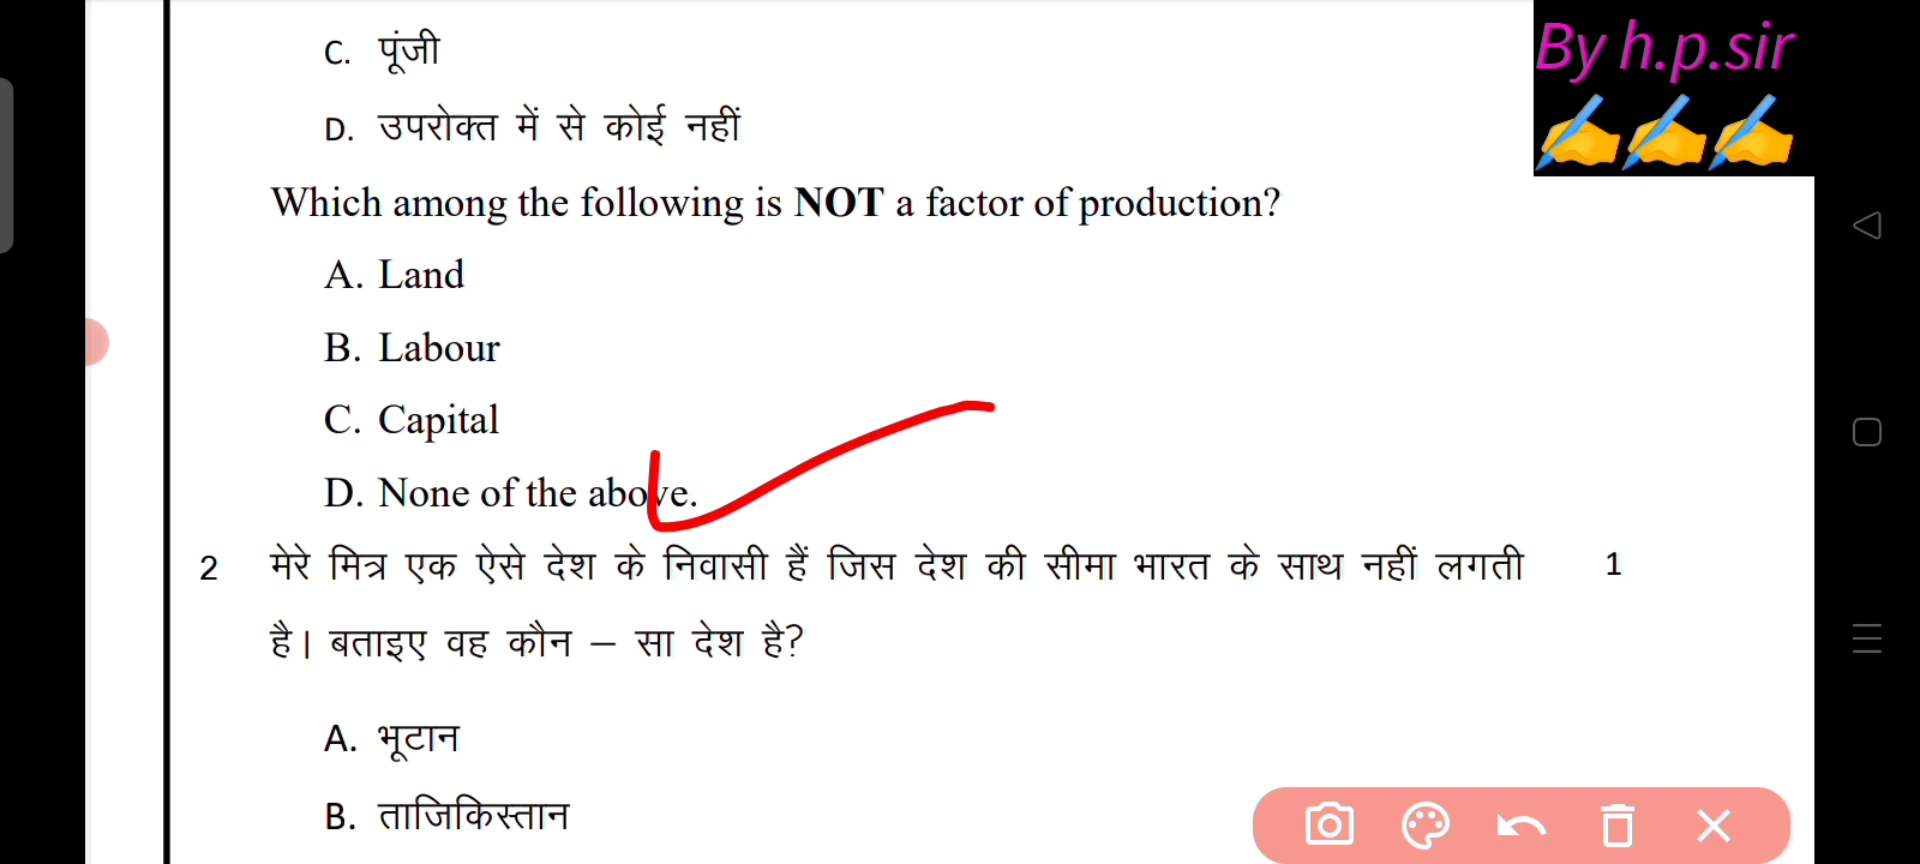 By h.p.sir
C. पूंजी
D. उपरोक्त में से कोई नहीं
Which among the following is NOT a factor of production?
A. Land
B. Labour
C. Capital
D. None of the above.
2 मेरे मित्र एक ऐसे देश के निवासी हैं जिस देश की सीमा भारत के साथ नहीं लगती 1
है। बताइए वह कौन – सा देश है?
A. भूटान
B. ताजिकिस्तान